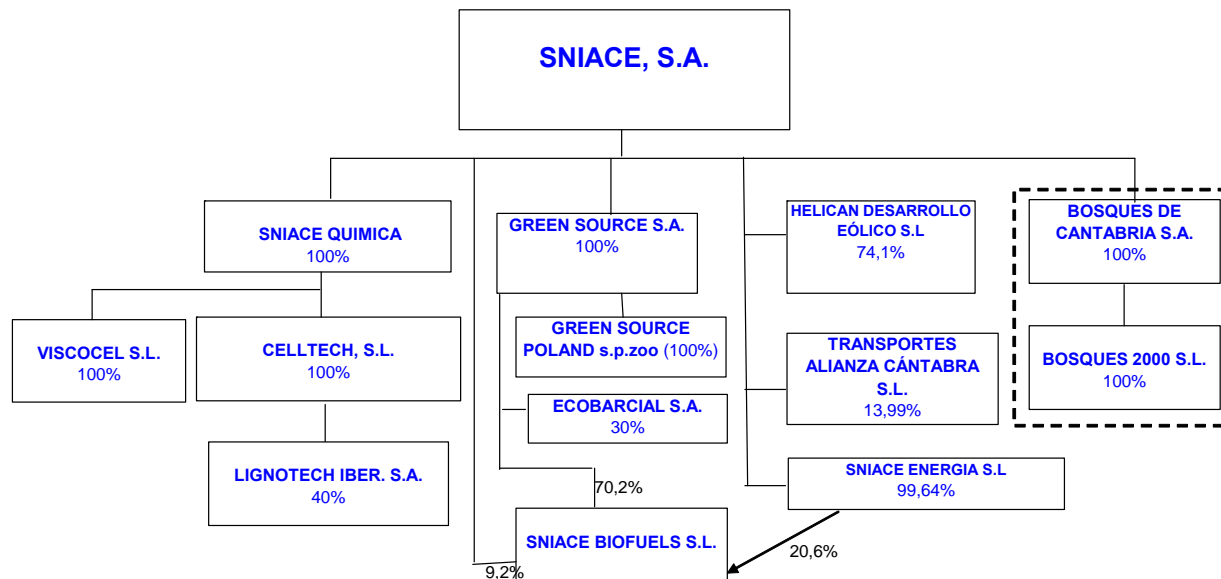 SNIACE, S.A.
SNIACE QUIMICA
100%
GREEN SOURCE S.A.
100%
HELICAN DESARROLLO
EÓLICO S.L
74,1%
BOSQUES DE
CANTABRIA S.A.
100%
VISCOCEL S.L.
100%
CELLTECH, S.L.
100%
GREEN SOURCE
POLAND s.p.zoo (100%)
TRANSPORTES
ALIANZA CÁNTABRA
S.L.
13,99%
BOSQUES 2000 S.L.
100%
ECOBARCIAL S.A.
30%
LIGNOTECH IBER. S.A.
40%
SNIACE ENERGIA S.L
99,64%
70,2%
SNIACE BIOFUELS S.L.
20,6%
9,2%